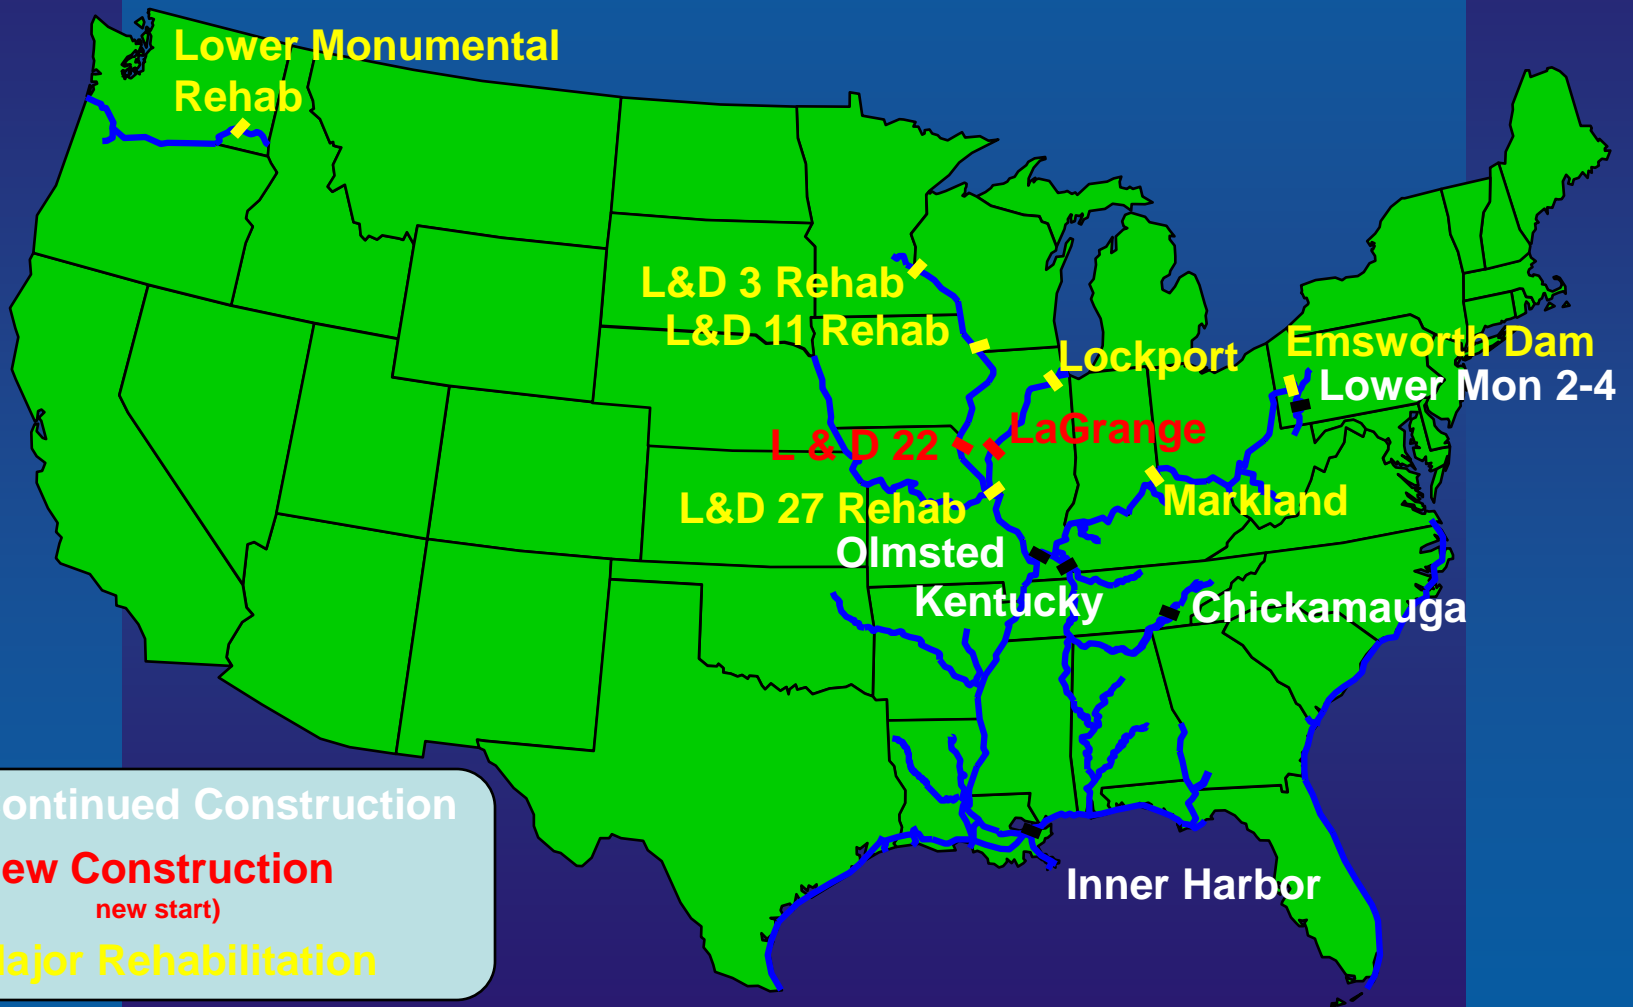 Lower Monumental
Rehab
L&D 3 Rehab
L&D 11 Rehab
Lockport
Emsworth Dam
Lower Mon 2-4
LaGrange
L & D 22
L&D 27 Rehab
Markland
Olmsted
Kentucky
Chickamauga
Inner Harbor
ontinued Construction
ew Construction
new start)
ajor Rehabilitation